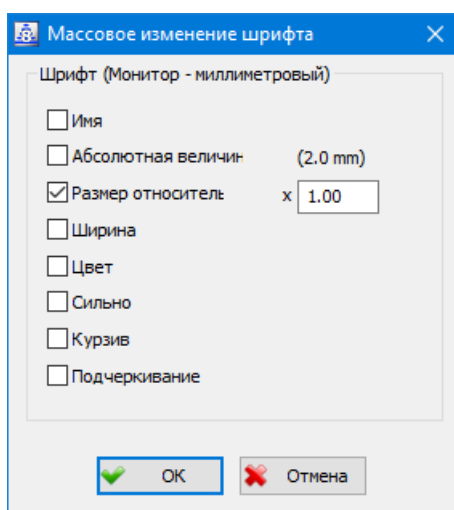 Массовое изменение шрифта
Шрифт (Монитор - миллиметровый)
Имя
Абсолютная величин (2.0 mm)
Размер относитель x 1.00
Ширина
Цвет
Сильно
Курсив
Подчеркивание
OK Отмена